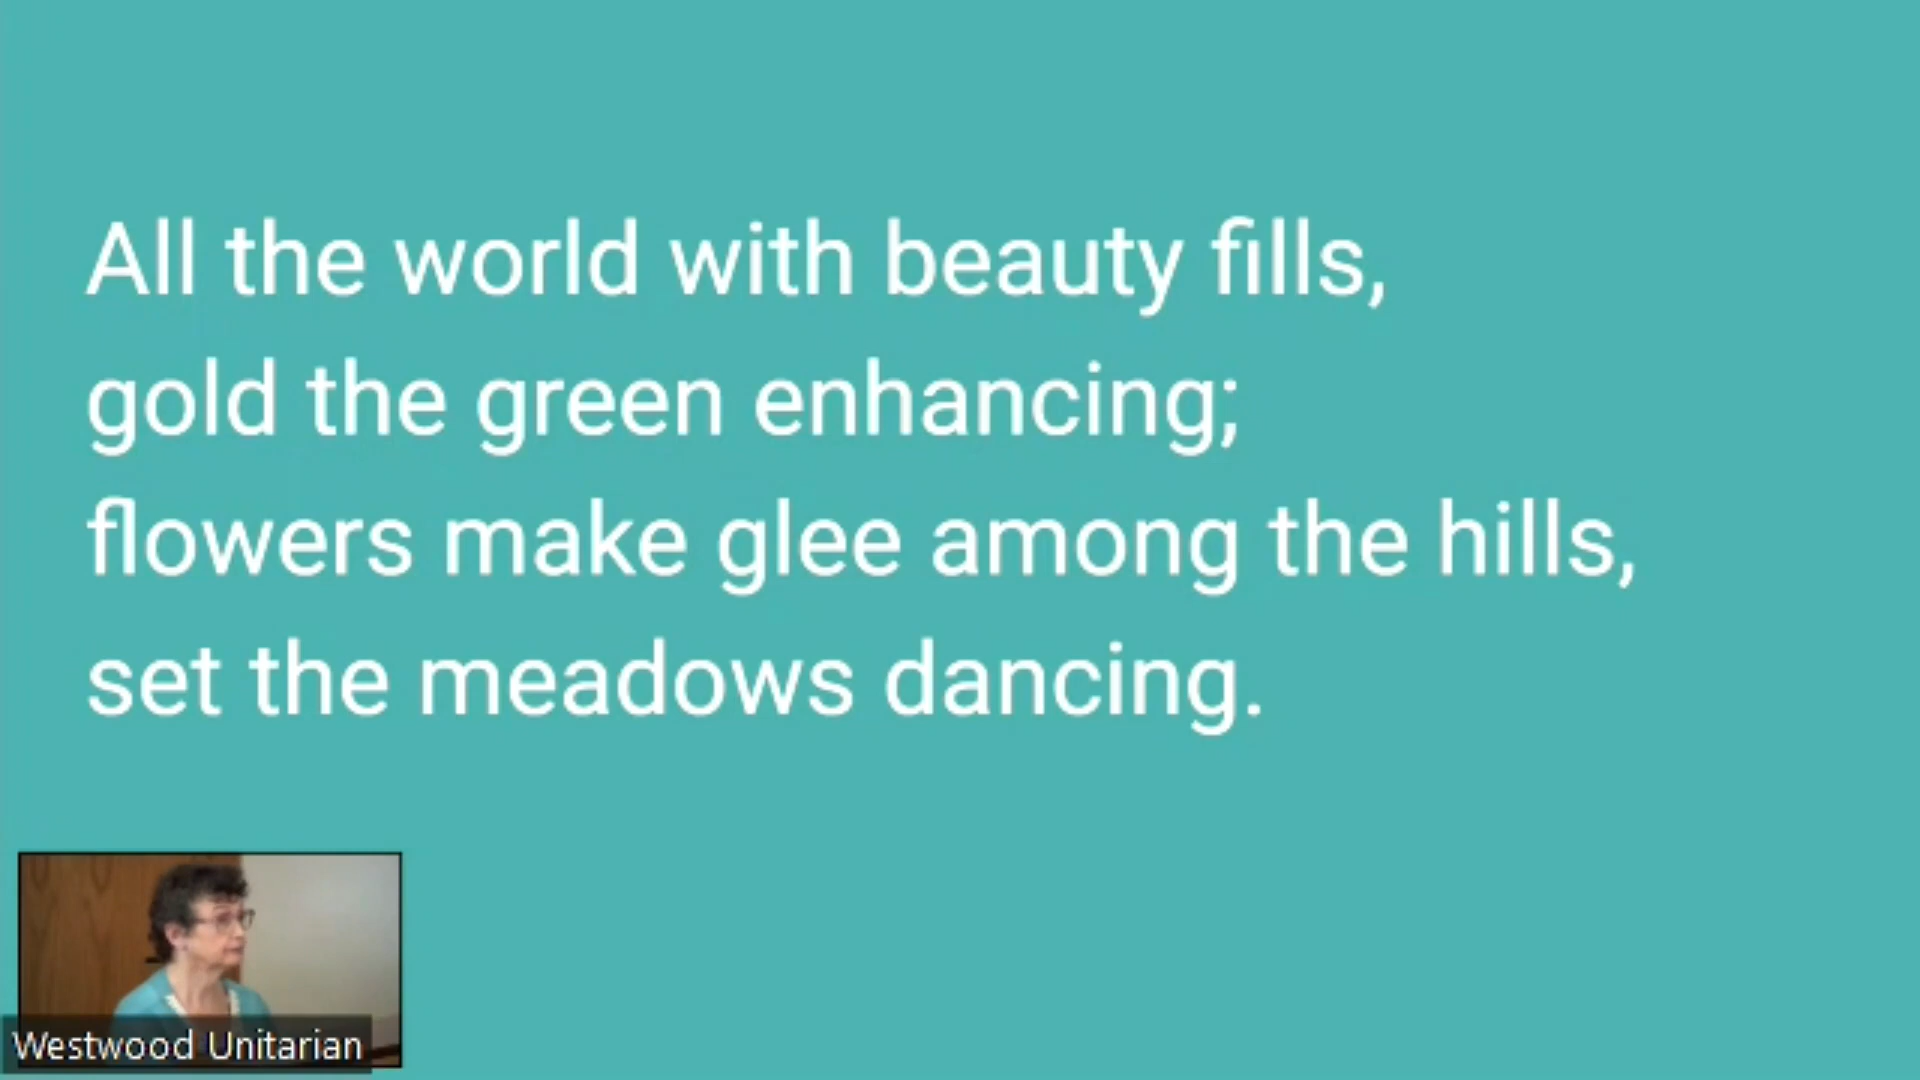 All the world with beauty fills,
gold the green enhancing;
flowers make glee among the hills,
set the meadows dancing.
Westwood Unitarian